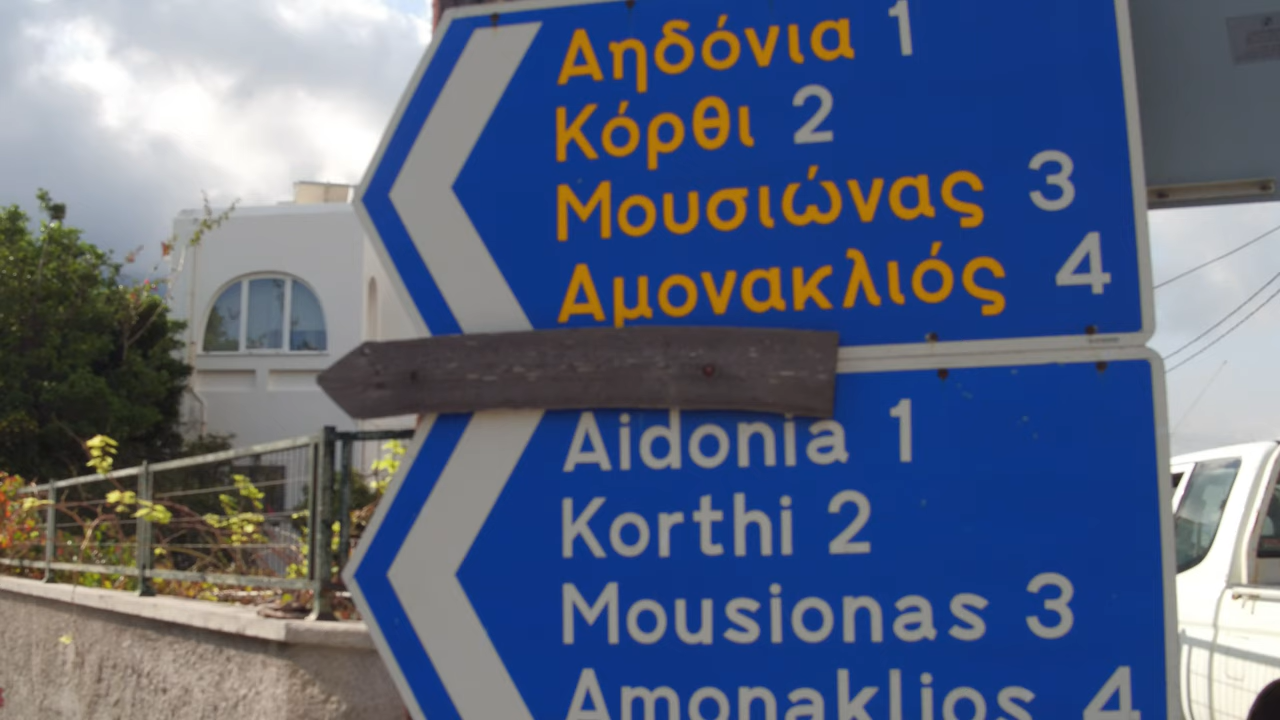 Αηδόνια 1
Κόρθι 2
Μουσιώνας 3
Αμονακλιός 4
Aidonia 1
Korthi 2
Mousionas 3
Amonaklios 4